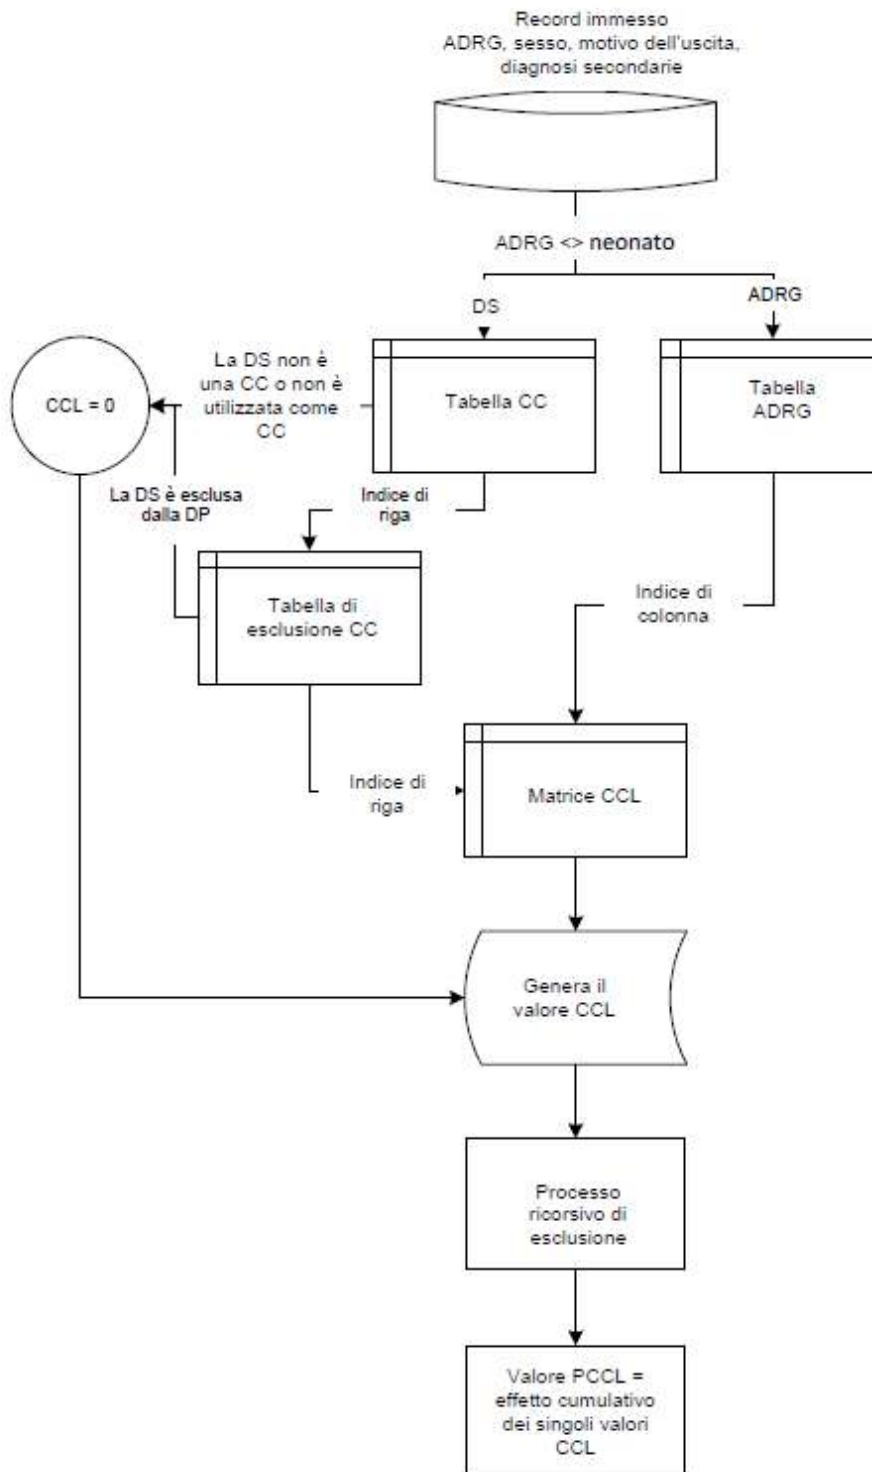 Record immesso
ADRG, sesso, motivo dell'uscita,
diagnosi secondarie
ADRG <> neonato
DS
ADRG
La DS non è
una CC o non è
utilizzata come
CC
CCL = 0
Tabella CC
Tabella
ADRG
La DS è esclusa
dalla DP
Indice di
riga
Tabella di
esclusione CC
Indice di
colonna
Indice di
riga
Matrice CCL
Genera il
valore CCL
Processo
ricorsivo di
esclusione
Valore PCCL =
effetto cumulativo
dei singoli valori
CCL